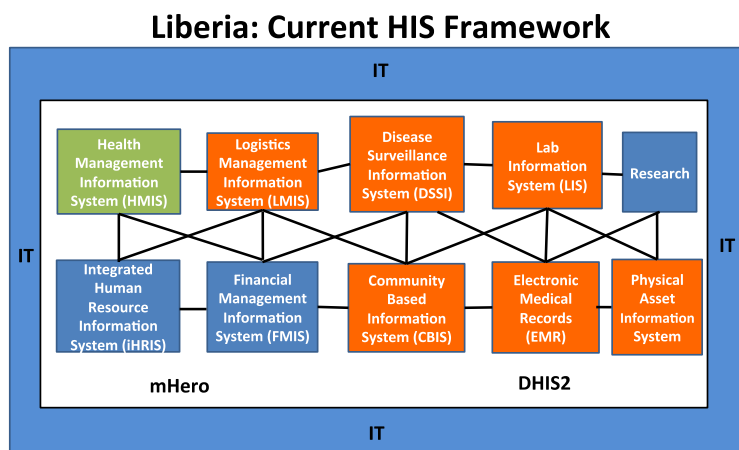 Liberia: Current HIS Framework
IT
Health
Management
Information
System (HMIS)
Logistics
Management
Information
System (LMIS)
Disease
Surveillance
Information
System (DSSI)
Lab
Information
System (LIS)
Research
IT
IT
Integrated
Human
Resource
Information
System (iHRIS)
Financial
Management
Information
System (FMIS)
Community
Based
Information
System (CBIS)
Electronic
Medical
Records
(EMR)
Physical
Asset
Information
System
mHero
DHIS2
IT